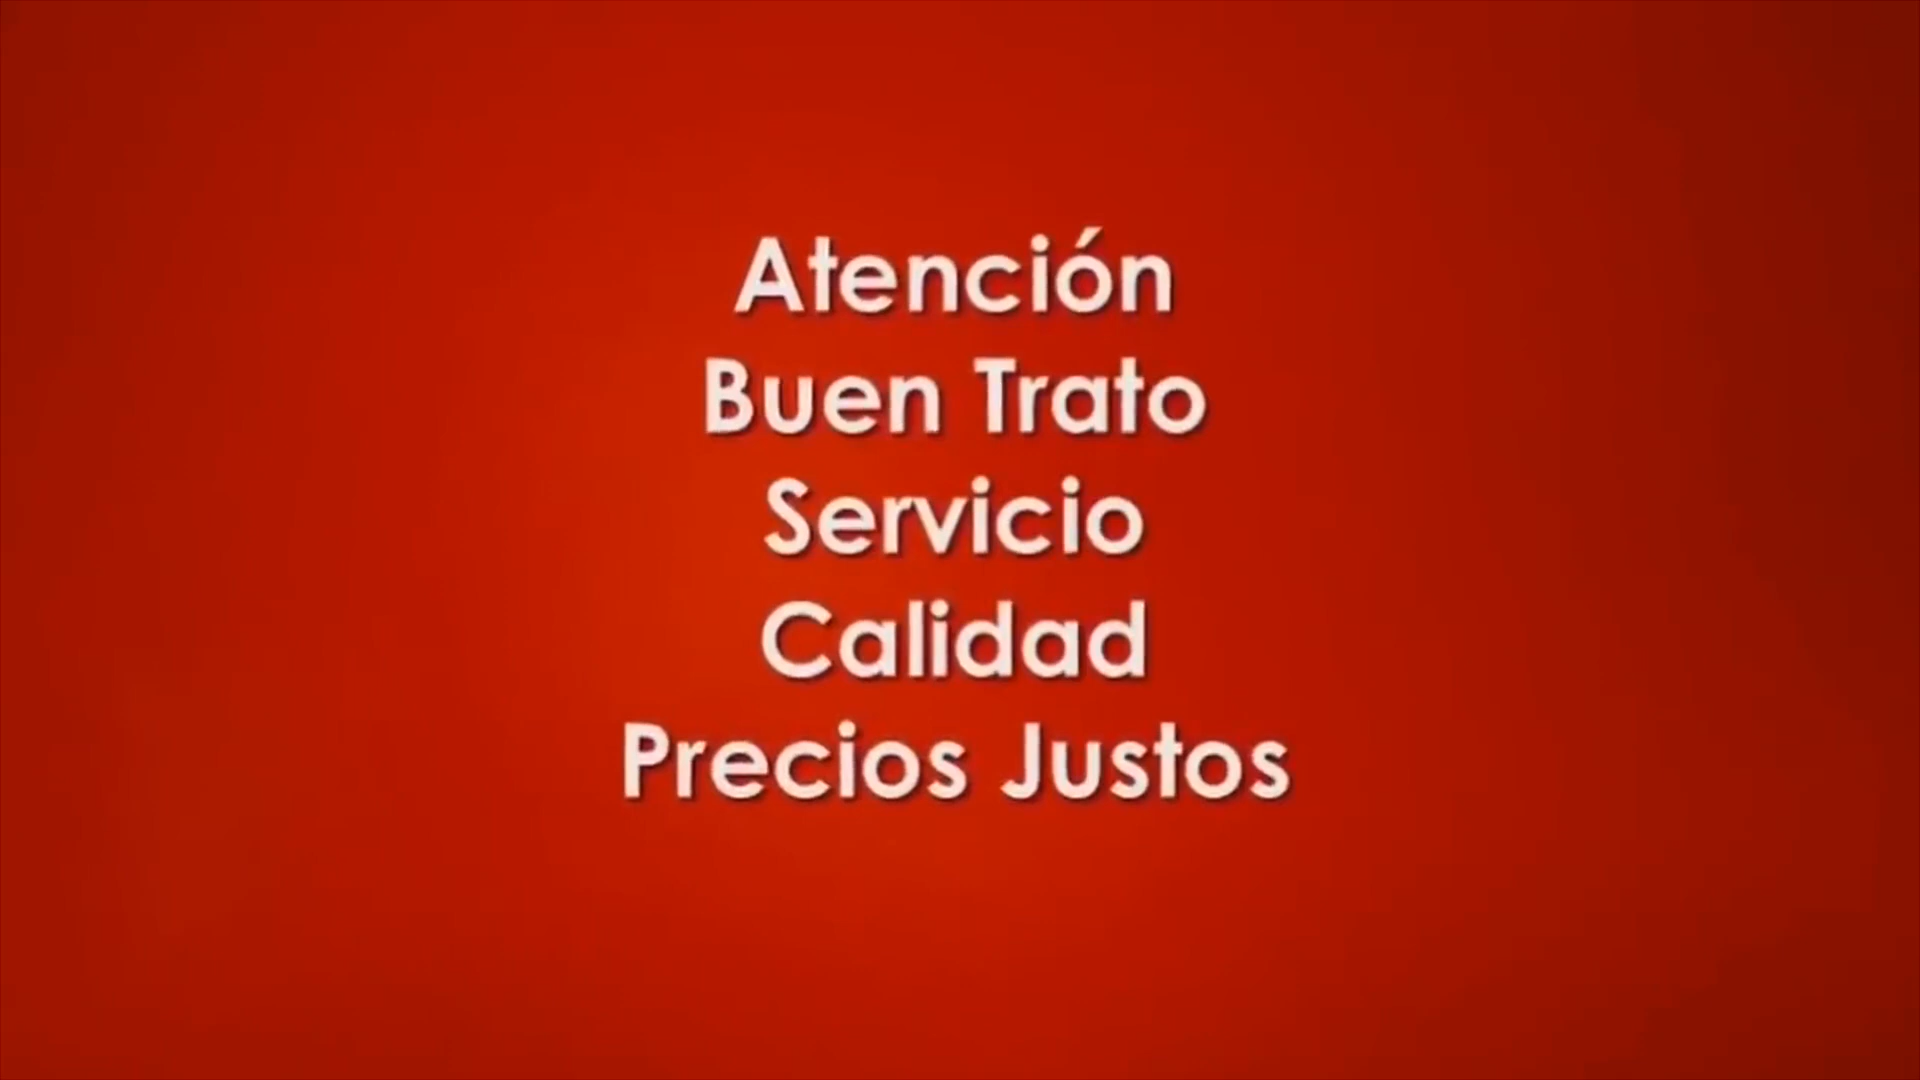 Atención
Buen Trato
Servicio
Calidad
Precios Justos